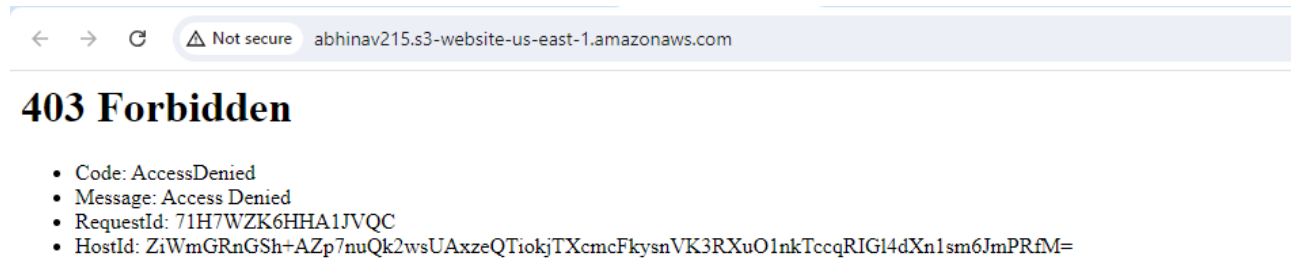 Not secure abhinav215.s3-website-us-east-1.amazonaws.com
403 Forbidden
Code: AccessDenied
Message: Access Denied
RequestId: 71H7WZK6HHA1JVQC
HostId: ZiWmGRnGSh+AZp7nuQk2wsUAxzeQTiokjTXcmcFkysnVK3RXuO1nkTccqRIGl4dXn1sm6JmPRfM=